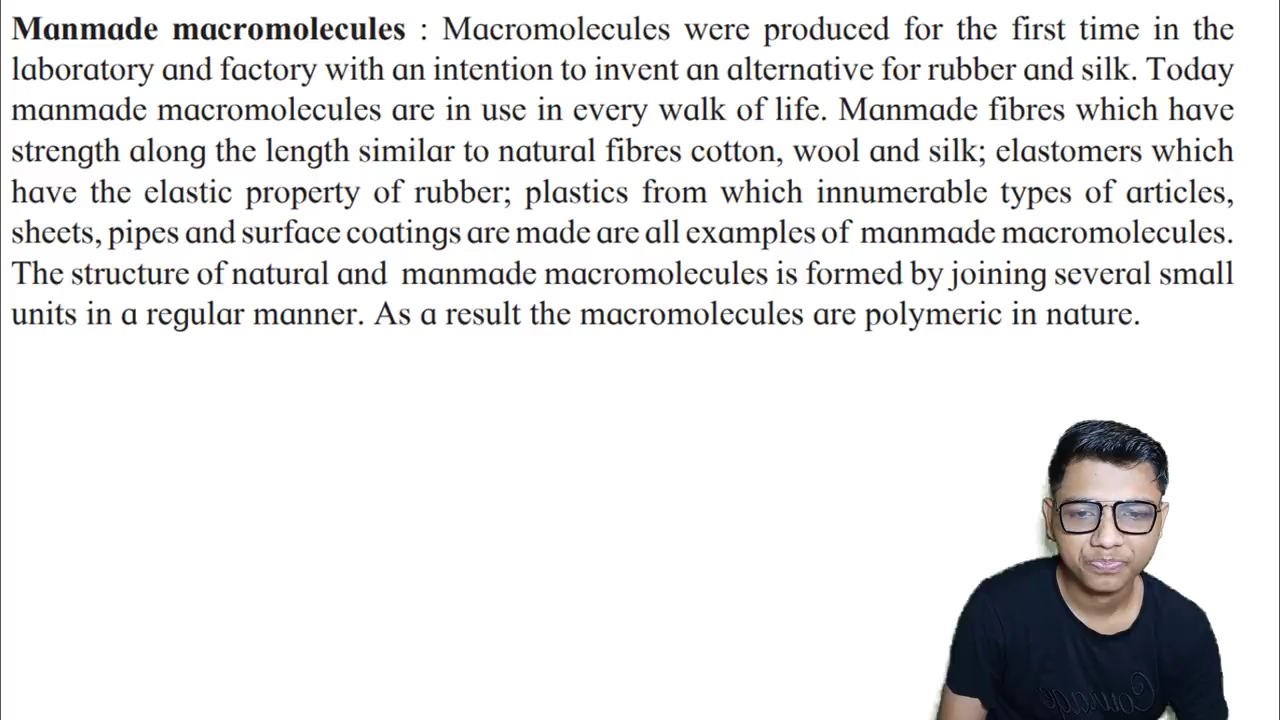 Manmade macromolecules : Macromolecules were produced for the first time in the
laboratory and factory with an intention to invent an alternative for rubber and silk. Today
manmade macromolecules are in use in every walk of life. Manmade fibres which have
strength along the length similar to natural fibres cotton, wool and silk; elastomers which
have the elastic property of rubber; plastics from which innumerable types of articles,
sheets, pipes and surface coatings are made are all examples of manmade macromolecules.
The structure of natural and manmade macromolecules is formed by joining several small
units in a regular manner. As a result the macromolecules are polymeric in nature.
Courage